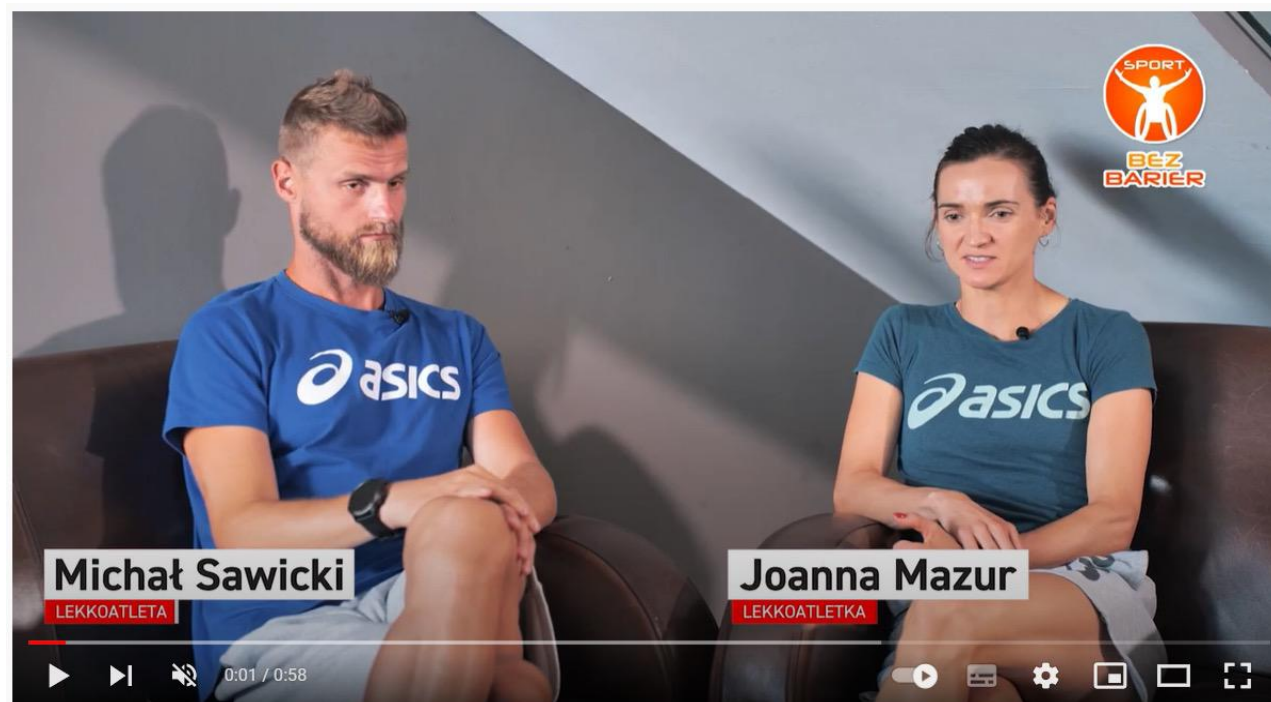 SPORT
BEZ
BARIER
asics
asics
Michał Sawicki
LEKKOATLETA
Joanna Mazur
LEKKOATLETKA
0:01 / 0:58